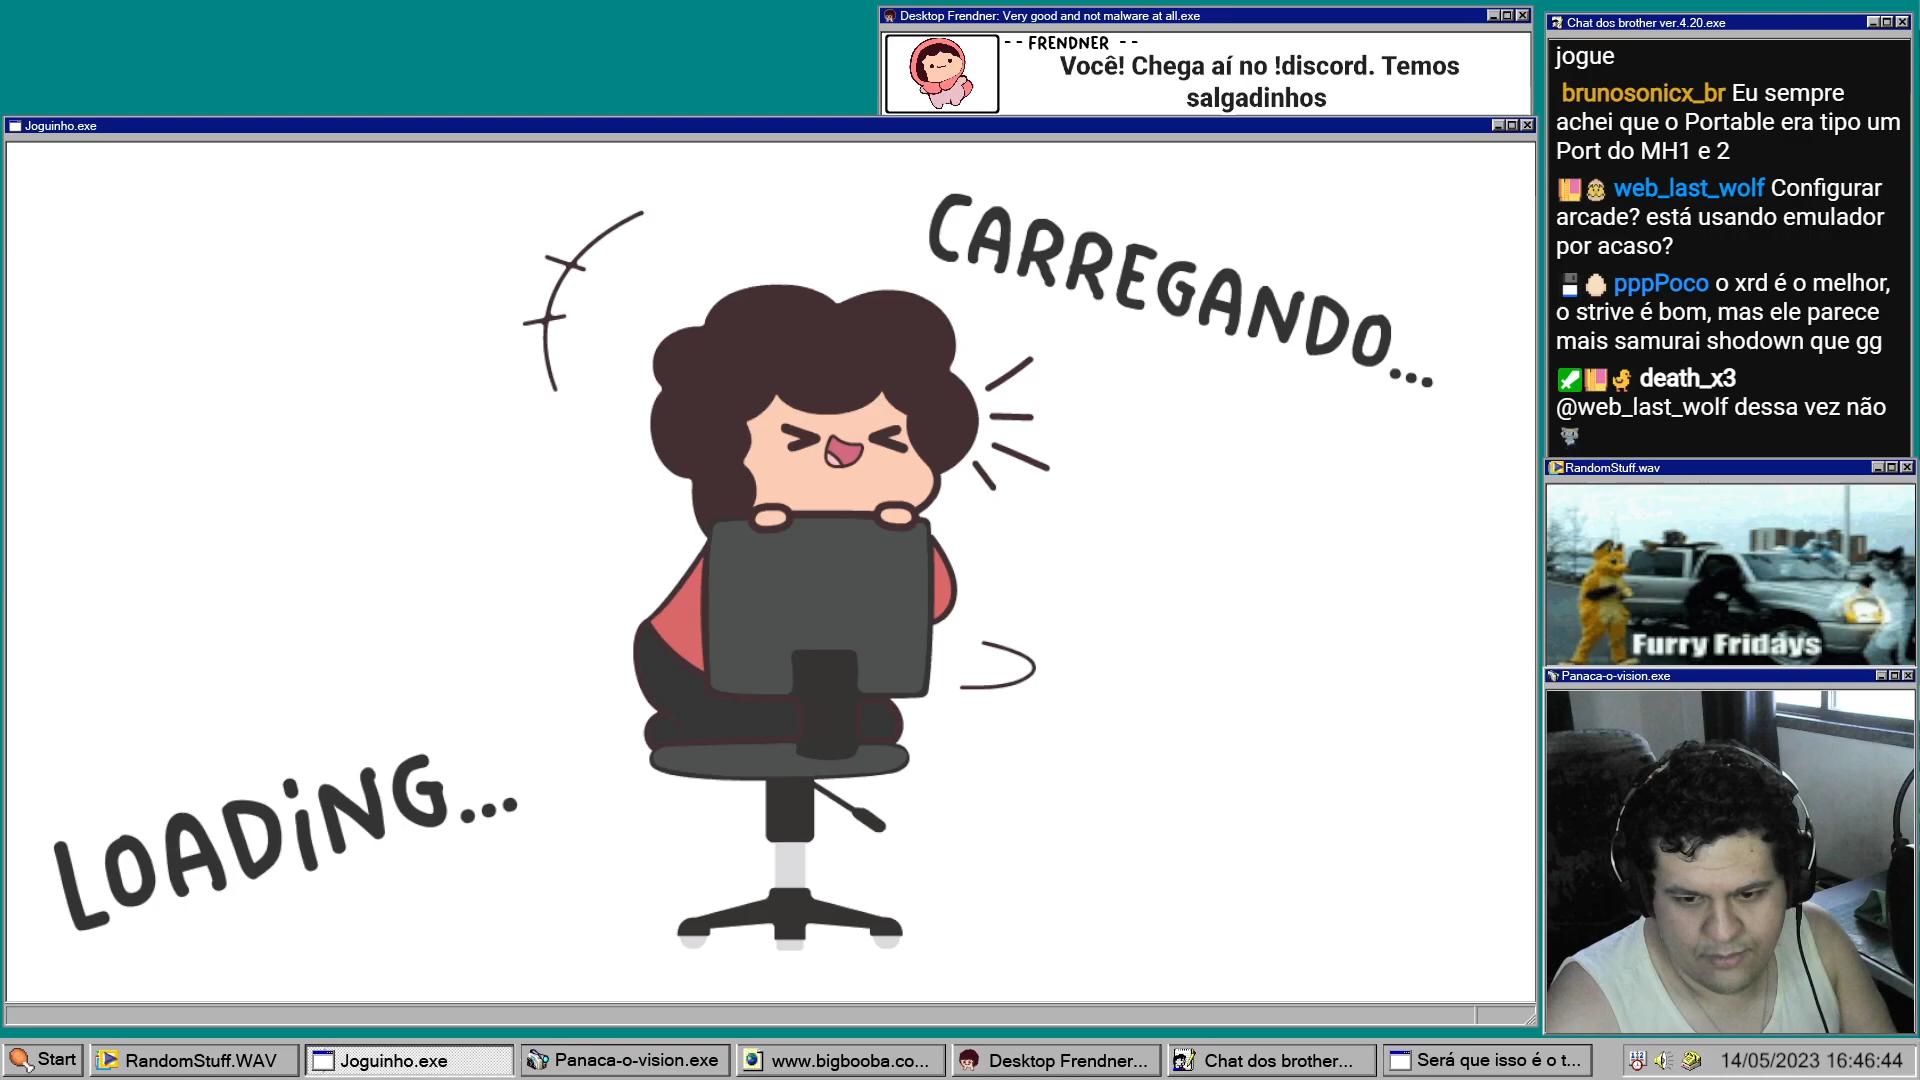 Desktop Frendner: Very good and not malware at all.exe
-- FRENDNER --
Você! Chega aí no !discord. Temos
salgadinhos
Joguinho.exe
CARREGANDO...
LOADiNG...
Chat dos brother ver.4.20.exe
jogue
brunosonicx_br Eu sempre
achei que o Portable era tipo um
Port do MH1 e 2
web_last_wolf Configurar
arcade? está usando emulador
por acaso?
pppPoco o xrd é o melhor,
o strive é bom, mas ele parece
mais samurai shodown que gg
death_x3
@web_last_wolf dessa vez não
RandomStuff.wav
Furry Fridays
Panaca-o-vision.exe
Start
RandomStuff.WAV
Joguinho.exe
Panaca-o-vision.exe
www.bigbooba.co...
Desktop Frendner...
Chat dos brother...
Será que isso é o t...
14/05/2023 16:46:44